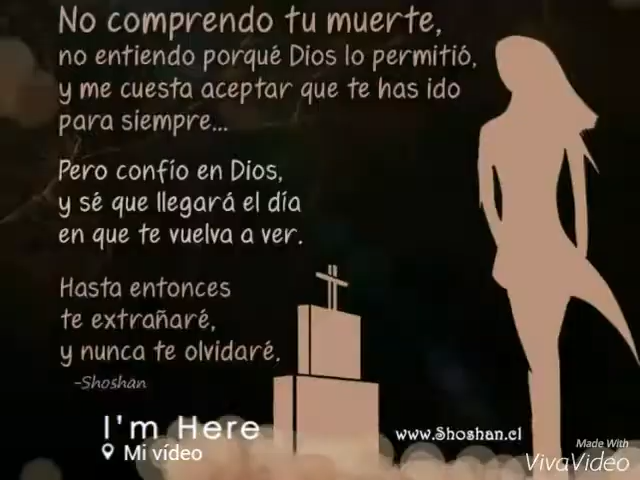 No comprendo tu muerte,
no entiendo porqué Dios lo permitió,
y me cuesta aceptar que te has ido
para siempre...
Pero confío en Dios,
y sé que llegará el día
en que te vuelva a ver.
Hasta entonces
te extrañaré,
y nunca te olvidaré.
-Shoshan
I'm Here
Mi vídeo
www.Shoshan.cl
Made With
VivaVideo